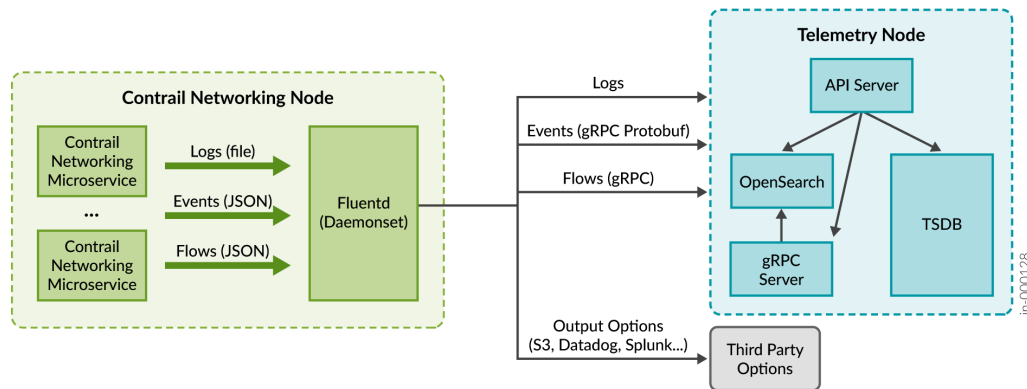 Contrail Networking Node
Contrail
Networking
Microservice
...
Contrail
Networking
Microservice
Logs (file)
Events (JSON)
Flows (JSON)
Fluentd
(Daemonset)
Logs
Events (gRPC Protobuf)
Flows (gRPC)
Output Options
(S3, Datadog, Splunk...)
Telemetry Node
API Server
OpenSearch
gRPC
Server
TSDB
Third Party
Options
jn-000128